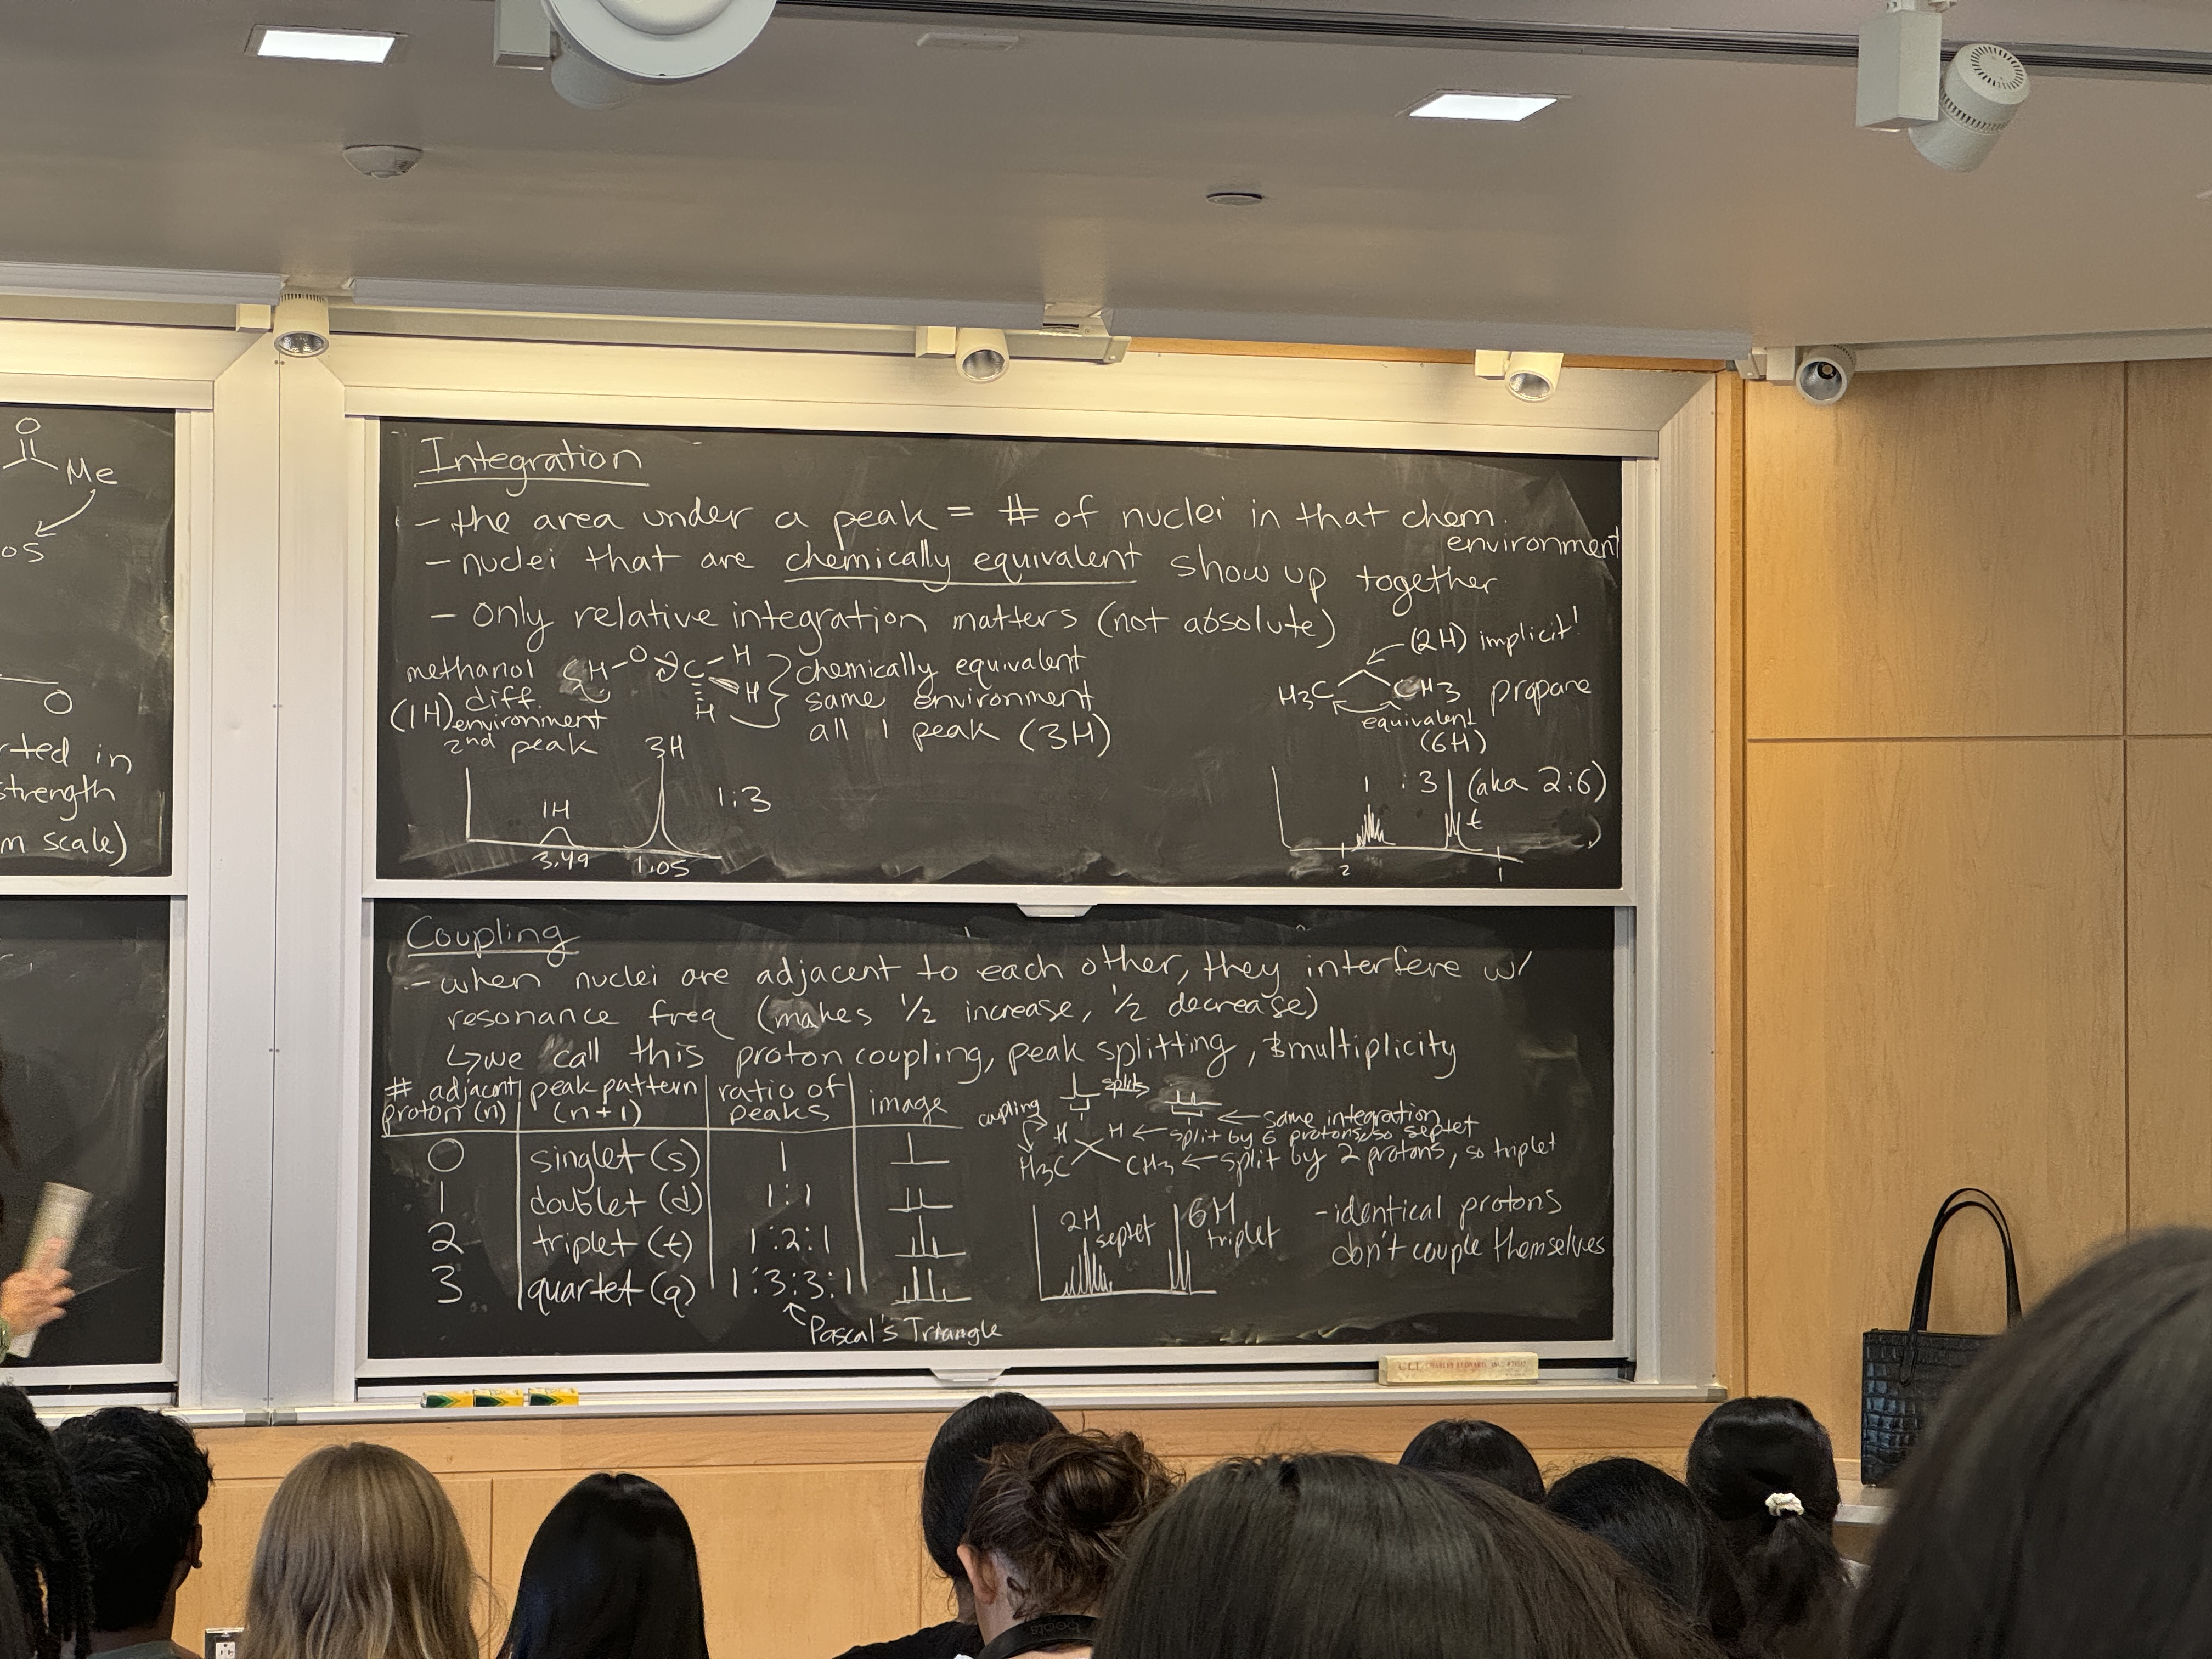 O
Me
os
O
rted in
strength
m scale)
Integration
- the area under a peak = # of nuclei in that chem.
environment
- nuclei that are chemically equivalent show up together
- Only relative integration matters (not absolute)
methanol H-O C H
H
H
chemically equivalent
same environment
all 1 peak (3H)
(1H) diff.
environment
2nd peak
1H
3H
1:3
3.49 1.05
(2H) implicit!
H3C CH3 propane
equivalent
(6H)
1 : 3 (aka 2:6)
t
2 1
Coupling
- when nuclei are adjacent to each other, they interfere w/
resonance freq (makes 1/2 increase, 1/2 decrease)
↳we call this proton coupling, peak splitting, & multiplicity
# adjacent proton (n) | peak pattern (n+1) | ratio of peaks | image
0 singlet (s) 1
1 doublet (d) 1:1
2 triplet (t) 1:2:1
3 quartet (q) 1:3:3:1
Pascal's Triangle
splits
coupling
← same integration
H H ← split by 6 protons, so septet
H3C CH3 ← split by 2 protons, so triplet
2H
septet
6H
triplet
- identical protons
don't couple themselves